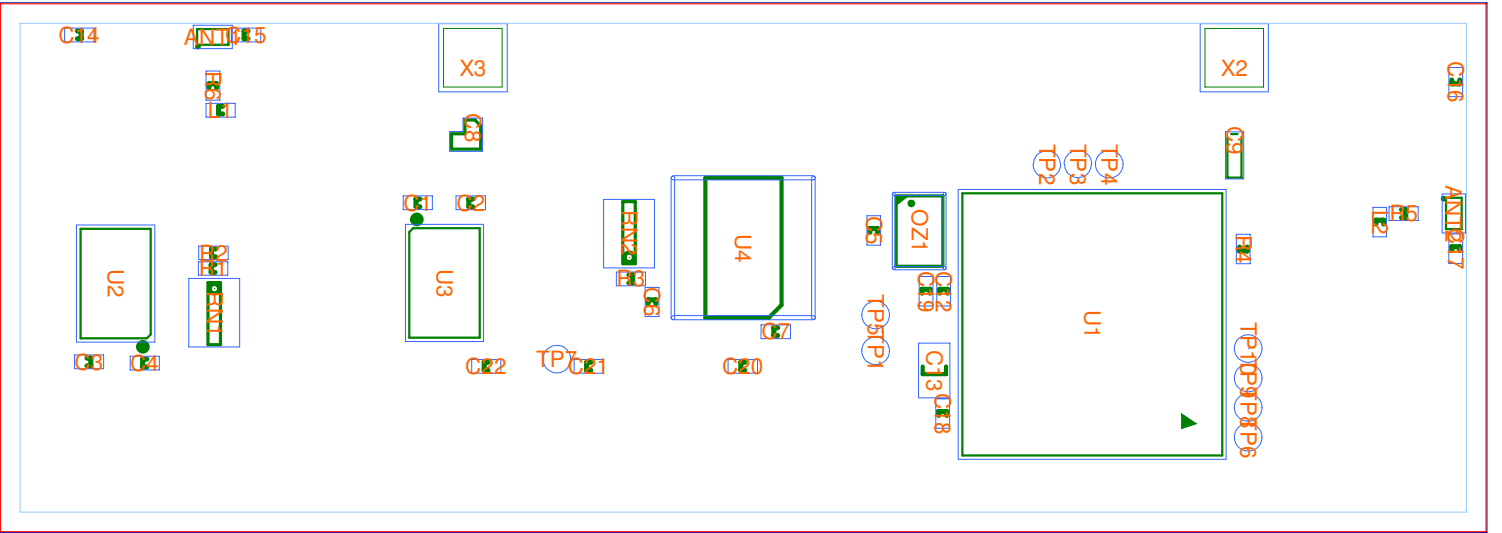 C14
ANT1
C15
X3
X2
R6
C16
L1
C8
C9
TP2
TP3
TP4
C1
C2
ANT2
R5
L2
RN2
C5
OZ1
U4
R4
C17
R2
R1
U2
U3
R3
C19
C12
RN1
C6
TP5
U1
C7
TP1
TP10
C3
C4
C22
TP7
C21
C20
C13
TP9
TP8
C18
TP6